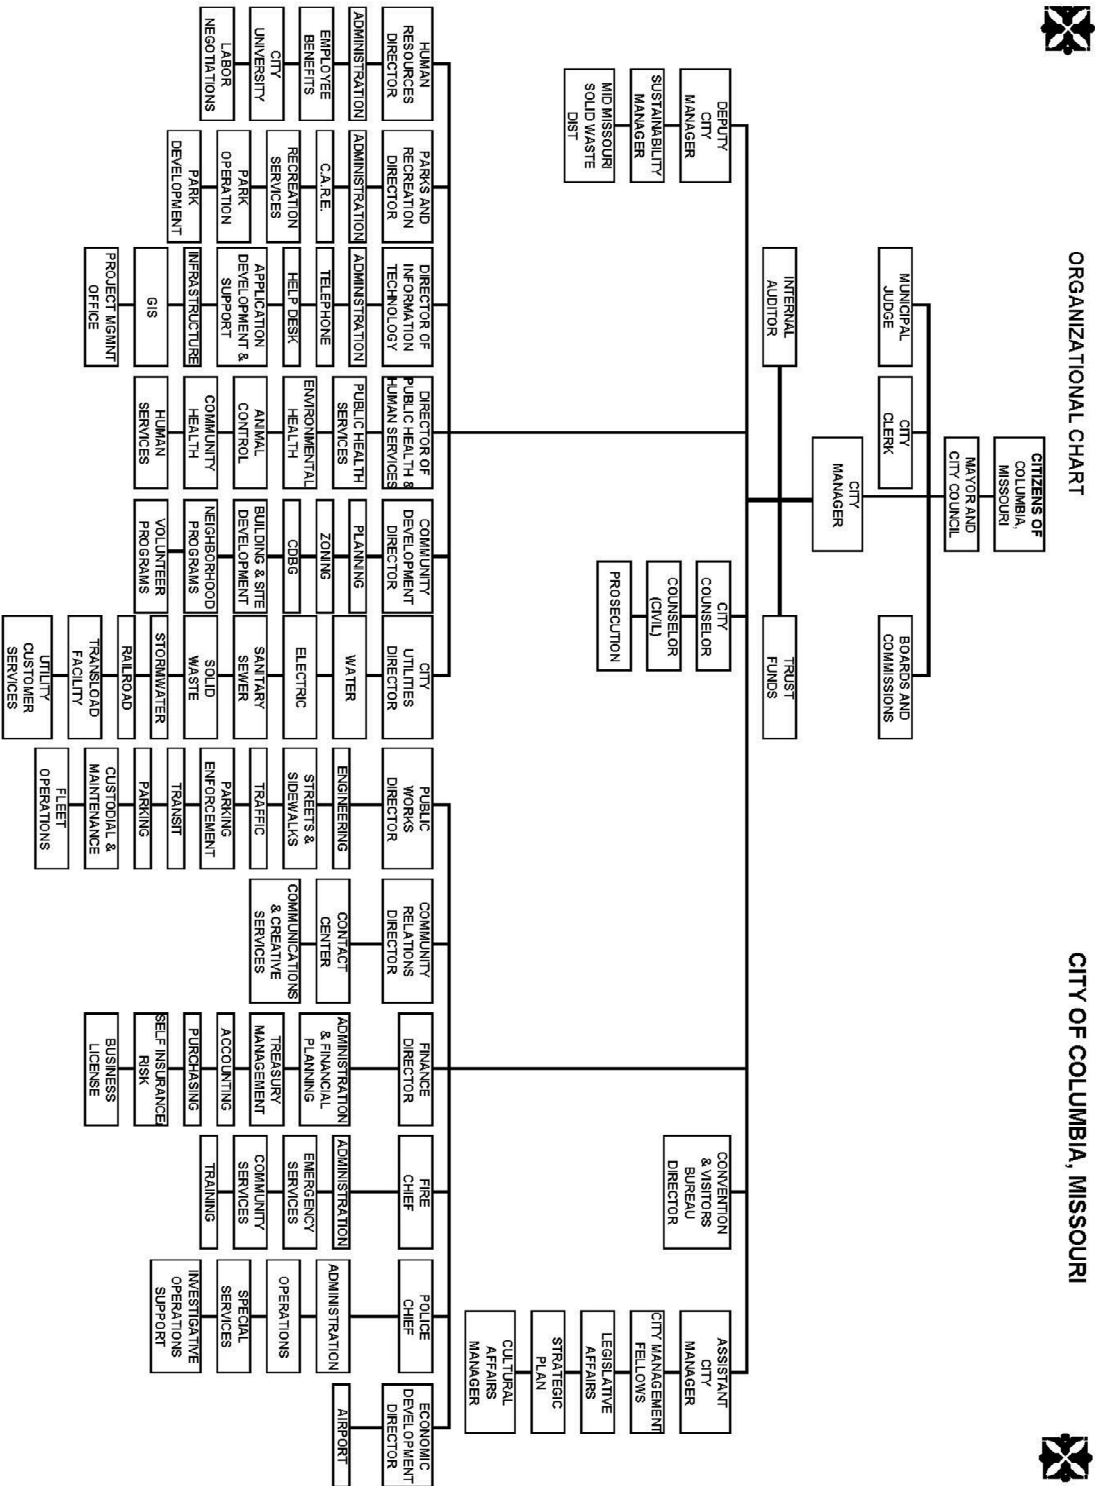 ORGANIZATIONAL CHART
CITY OF COLUMBIA, MISSOURI
CITIZENS OF
COLUMBIA,
MISSOURI
MAYOR AND
CITY COUNCIL
MUNICIPAL
JUDGE
CITY
CLERK
BOARDS AND
COMMISSIONS
CITY
MANAGER
INTERNAL
AUDITOR
TRUST
FUNDS
DEPUTY
CITY
MANAGER
SUSTAINABILITY
MANAGER
MID MISSOURI
SOLID WASTE
DIST
CITY
COUNSELOR
COUNSELOR
(CIVIL)
PROSECUTION
CONVENTION
& VISITORS
BUREAU
DIRECTOR
ASSISTANT
CITY
MANAGER
CITY MANAGEMENT
FELLOWS
LEGISLATIVE
AFFAIRS
STRATEGIC
PLAN
CULTURAL
AFFAIRS
MANAGER
HUMAN
RESOURCES
DIRECTOR
ADMINISTRATION
EMPLOYEE
BENEFITS
CITY
UNIVERSITY
LABOR
NEGOTIATIONS
PARKS AND
RECREATION
DIRECTOR
ADMINISTRATION
C.A.R.E.
RECREATION
SERVICES
PARK
OPERATION
PARK
DEVELOPMENT
DIRECTOR OF
INFORMATION
TECHNOLOGY
ADMINISTRATION
TELEPHONE
HELP DESK
APPLICATION
DEVELOPMENT &
SUPPORT
INFRASTRUCTURE
GIS
PROJECT MGMNT
OFFICE
DIRECTOR OF
PUBLIC HEALTH &
HUMAN SERVICES
PUBLIC HEALTH
SERVICES
ENVIRONMENTAL
HEALTH
ANIMAL
CONTROL
COMMUNITY
HEALTH
HUMAN
SERVICES
COMMUNITY
DEVELOPMENT
DIRECTOR
PLANNING
ZONING
CDBG
BUILDING & SITE
DEVELOPMENT
NEIGHBORHOOD
PROGRAMS
VOLUNTEER
PROGRAMS
CITY
UTILITIES
DIRECTOR
WATER
ELECTRIC
SANITARY
SEWER
SOLID
WASTE
STORMWATER
RAILROAD
TRANSLOAD
FACILITY
UTILITY
CUSTOMER
SERVICES
PUBLIC
WORKS
DIRECTOR
ENGINEERING
STREETS &
SIDEWALKS
TRAFFIC
PARKING
ENFORCEMENT
TRANSIT
PARKING
CUSTODIAL &
MAINTENANCE
FLEET
OPERATIONS
COMMUNITY
RELATIONS
DIRECTOR
CONTACT
CENTER
COMMUNICATIONS
& CREATIVE
SERVICES
FINANCE
DIRECTOR
ADMINISTRATION
& FINANCIAL
PLANNING
TREASURY
MANAGEMENT
ACCOUNTING
PURCHASING
SELF INSURANCE/
RISK
BUSINESS
LICENSE
FIRE
CHIEF
ADMINISTRATION
EMERGENCY
SERVICES
COMMUNITY
SERVICES
TRAINING
POLICE
CHIEF
ADMINISTRATION
OPERATIONS
SPECIAL
SERVICES
INVESTIGATIVE
OPERATIONS
SUPPORT
ECONOMIC
DEVELOPMENT
DIRECTOR
AIRPORT